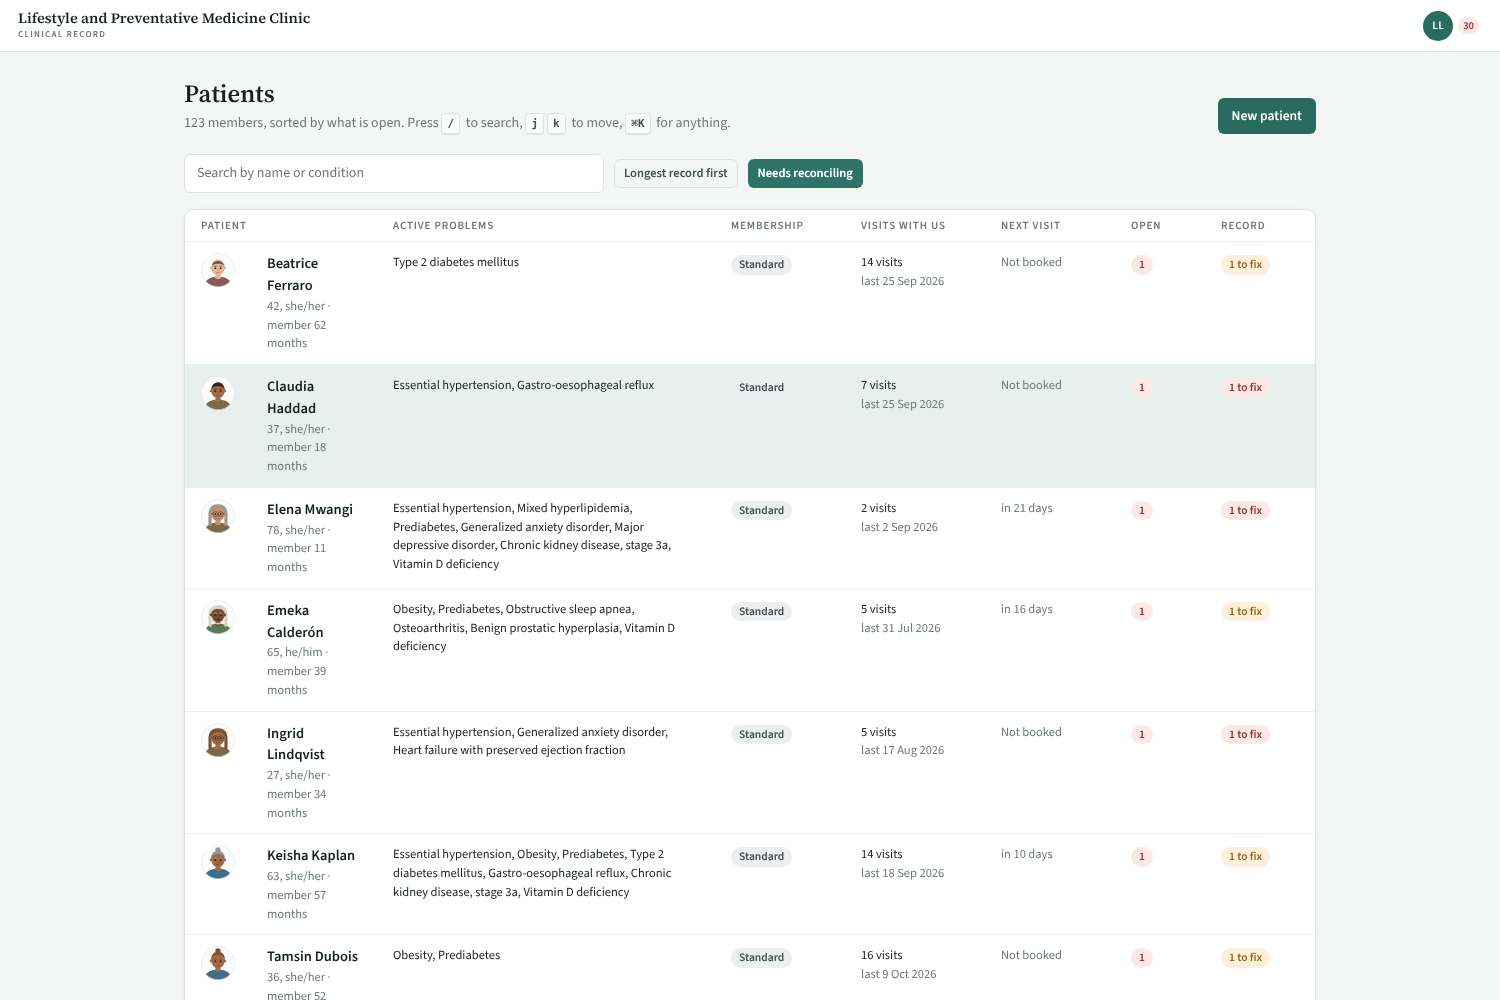 Lifestyle and Preventative Medicine Clinic
CLINICAL RECORD
LL 30
Patients
123 members, sorted by what is open. Press / to search, j k to move, ⌘K for anything.
New patient
Search by name or condition
Longest record first
Needs reconciling
PATIENT ACTIVE PROBLEMS MEMBERSHIP VISITS WITH US NEXT VISIT OPEN RECORD
Beatrice
Ferraro
42, she/her ·
member 62
months
Type 2 diabetes mellitus
Standard
14 visits
last 25 Sep 2026
Not booked
1
1 to fix
Claudia
Haddad
37, she/her ·
member 18
months
Essential hypertension, Gastro-oesophageal reflux
Standard
7 visits
last 25 Sep 2026
Not booked
1
1 to fix
Elena Mwangi
78, she/her ·
member 11
months
Essential hypertension, Mixed hyperlipidemia,
Prediabetes, Generalized anxiety disorder, Major
depressive disorder, Chronic kidney disease, stage 3a,
Vitamin D deficiency
Standard
2 visits
last 2 Sep 2026
in 21 days
1
1 to fix
Emeka
Calderón
65, he/him ·
member 39
months
Obesity, Prediabetes, Obstructive sleep apnea,
Osteoarthritis, Benign prostatic hyperplasia, Vitamin D
deficiency
Standard
5 visits
last 31 Jul 2026
in 16 days
1
1 to fix
Ingrid
Lindqvist
27, she/her ·
member 34
months
Essential hypertension, Generalized anxiety disorder,
Heart failure with preserved ejection fraction
Standard
5 visits
last 17 Aug 2026
Not booked
1
1 to fix
Keisha Kaplan
63, she/her ·
member 57
months
Essential hypertension, Obesity, Prediabetes, Type 2
diabetes mellitus, Gastro-oesophageal reflux, Chronic
kidney disease, stage 3a, Vitamin D deficiency
Standard
14 visits
last 18 Sep 2026
in 10 days
1
1 to fix
Tamsin Dubois
36, she/her ·
member 52
Obesity, Prediabetes
Standard
16 visits
last 9 Oct 2026
Not booked
1
1 to fix